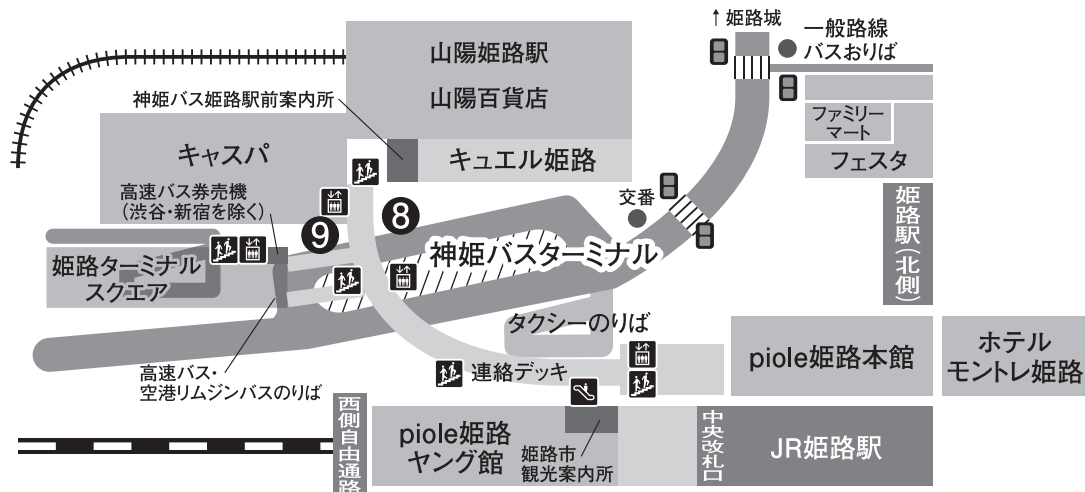 ↑姫路城
一般路線
バスおりば
山陽姫路駅
山陽百貨店
神姫バス姫路駅前案内所
ファミリー
マート
キャスパ
キュエル姫路
フェスタ
高速バス券売機
(渋谷・新宿を除く)
交番
8
9
神姫バスターミナル
姫路駅(北側)
姫路ターミナル
スクエア
タクシーのりば
piole姫路本館
ホテル
モントレ姫路
連絡デッキ
高速バス・
空港リムジンバスのりば
西側自由通路
piole姫路
ヤング館
姫路市
観光案内所
中央改札口
JR姫路駅